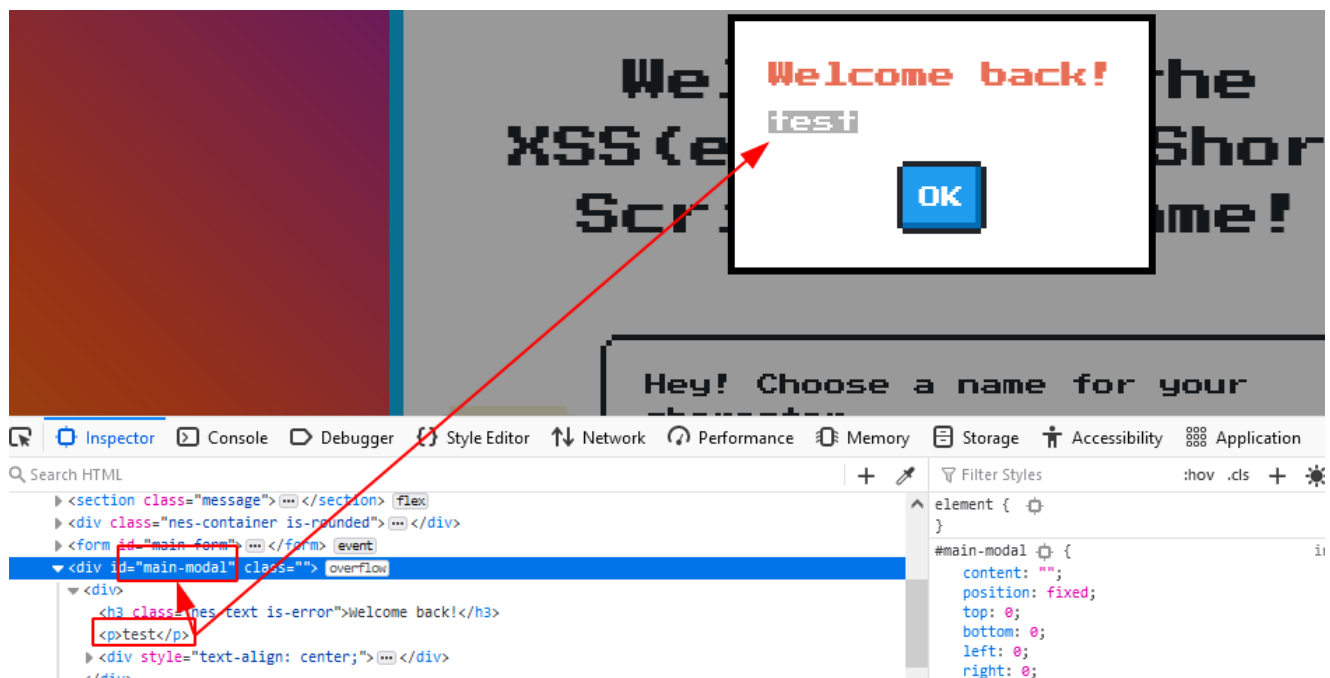 Welcome back!
test
OK
XSS(e
Scri
Shor
he
me!
Hey! Choose a name for your
Inspector Console Debugger Style Editor Network Performance Memory Storage Accessibility Application
Search HTML
Filter Styles :hov .cls
<section class="message"> </section> flex
<div class="nes-container is-rounded"> </div>
<form id="main-form"> </form> event
<div id="main-modal" class=""> overflow
<div>
<h3 class="nes-text is-error">Welcome back!</h3>
<p>test</p>
<div style="text-align: center;"> </div>
</div>
element {
}
#main-modal { in
content: "";
position: fixed;
top: 0;
bottom: 0;
left: 0;
right: 0;